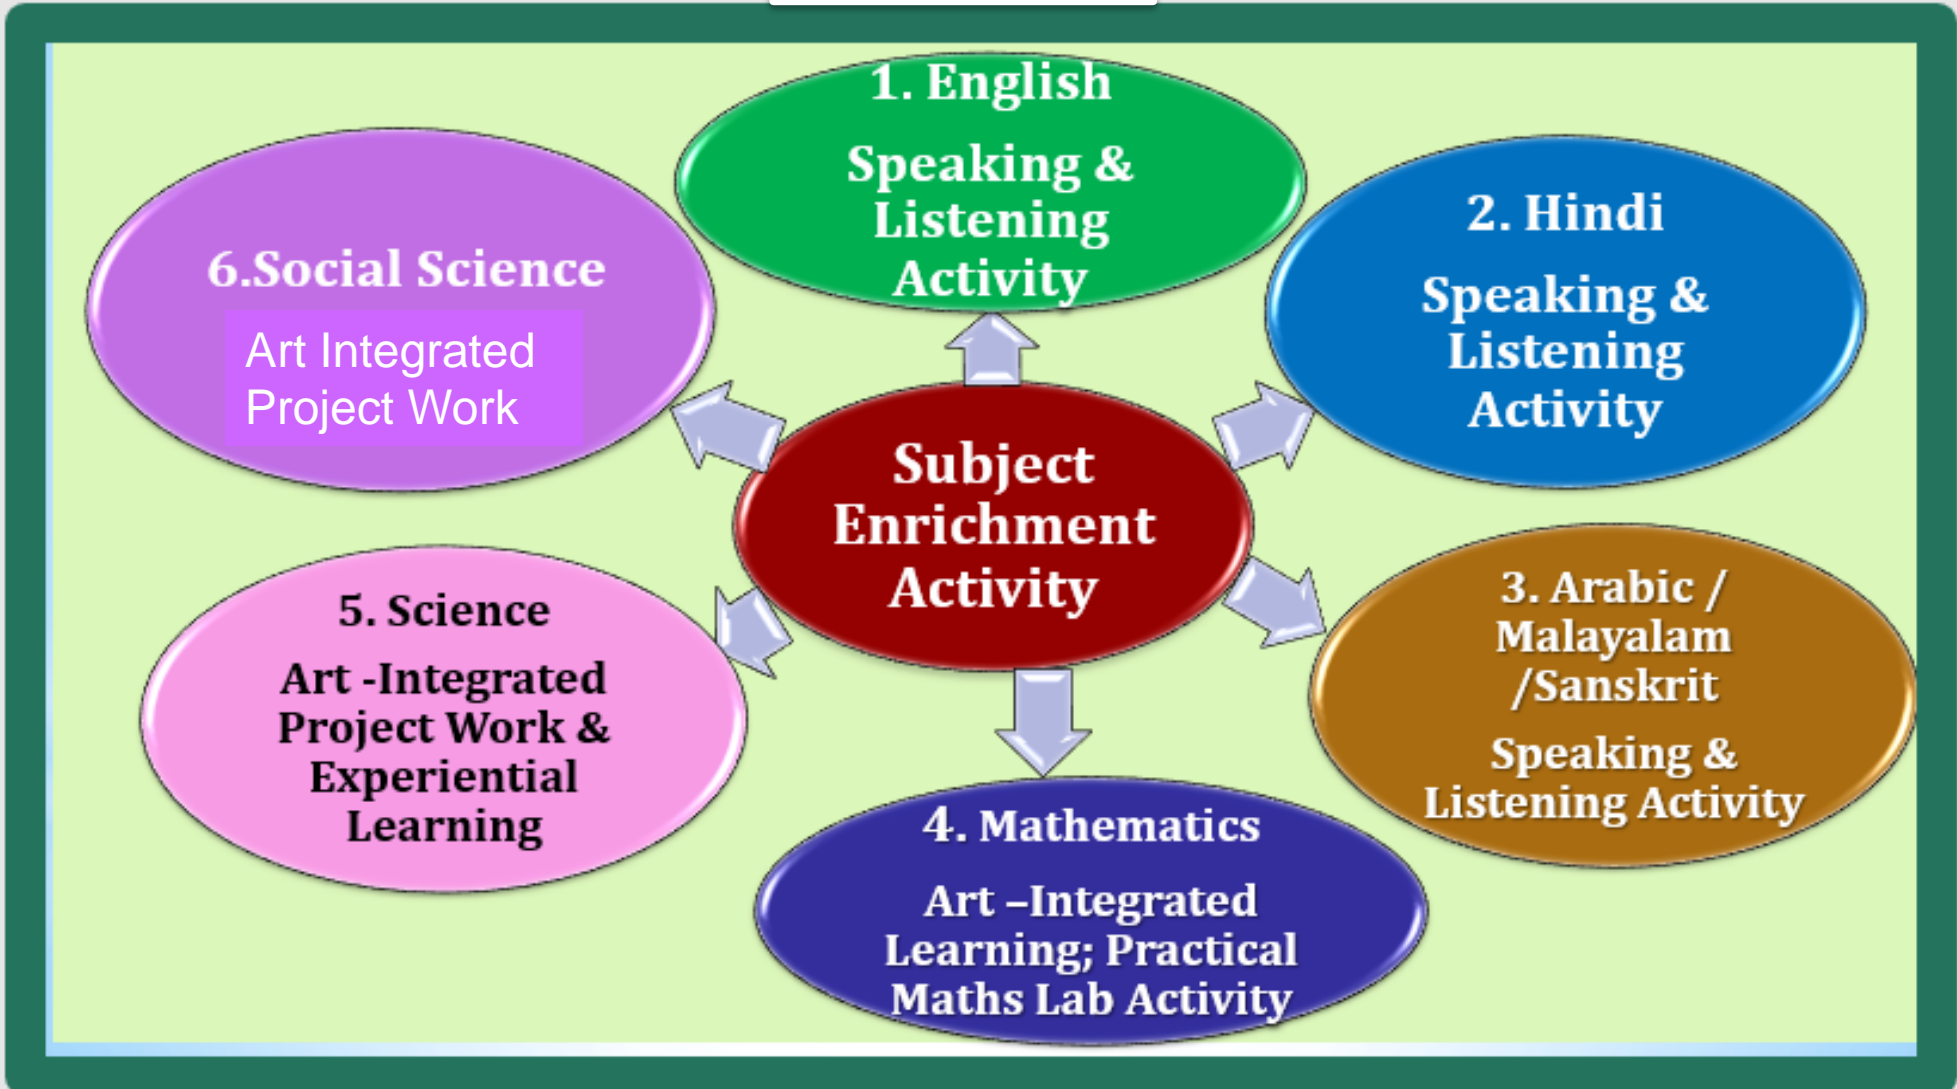 1. English
Speaking &
Listening
Activity
2. Hindi
Speaking &
Listening
Activity
3. Arabic /
Malayalam
/Sanskrit
Speaking &
Listening Activity
4. Mathematics
Art –Integrated
Learning; Practical
Maths Lab Activity
5. Science
Art -Integrated
Project Work &
Experiential
Learning
6.Social Science
Art Integrated
Project Work
Subject
Enrichment
Activity